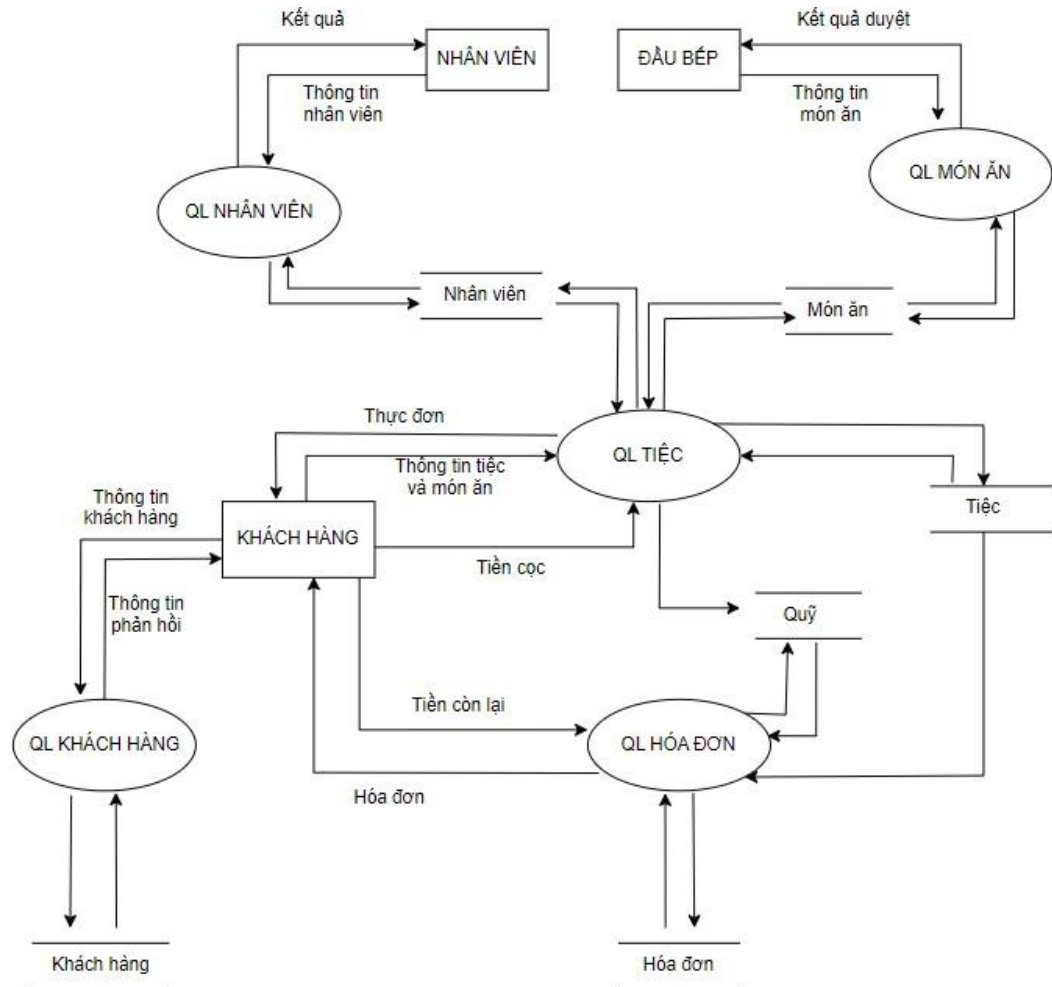 Kết quả
Kết quả duyệt
NHÂN VIÊN
ĐẦU BẾP
Thông tin
nhân viên
Thông tin
món ăn
QL MÓN ĂN
QL NHÂN VIÊN
Nhân viên
Món ăn
Thực đơn
QL TIỆC
Thông tin tiệc
và món ăn
Thông tin
khách hàng
Tiệc
KHÁCH HÀNG
Tiền cọc
Thông tin
phản hồi
Quỹ
Tiền còn lại
QL KHÁCH HÀNG
QL HÓA ĐƠN
Hóa đơn
Khách hàng
Hóa đơn